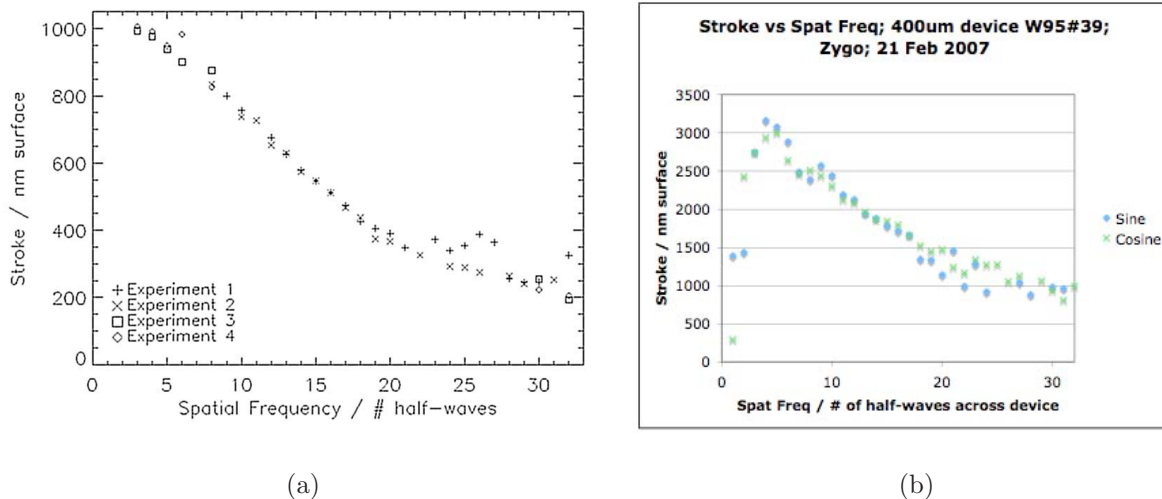 1000
800
600
400
200
0
Stroke / nm surface
+ Experiment 1
× Experiment 2
□ Experiment 3
◇ Experiment 4
0 5 10 15 20 25 30
Spatial Frequency / # half-waves
(a)
Stroke vs Spat Freq; 400um device W95#39;
Zygo; 21 Feb 2007
3500
3000
2500
2000
1500
1000
500
0
Stroke / nm surface
0 10 20 30
Spat Freq / # of half-waves across device
Sine
Cosine
(b)